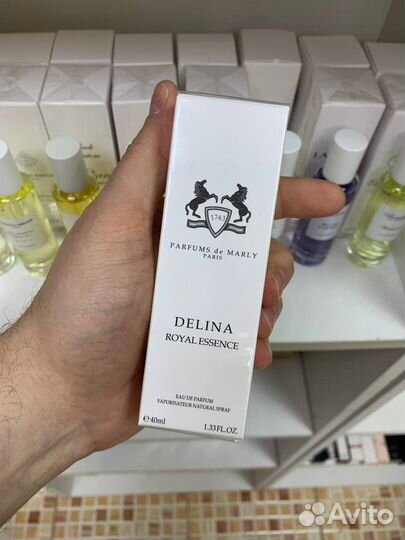 1743
PARFUMS de MARLY
PARIS
DELINA
ROYAL ESSENCE
EAU DE PARFUM
VAPORISATEUR NATURAL SPRAY
e40ml 1.33FL.OZ.
Avito